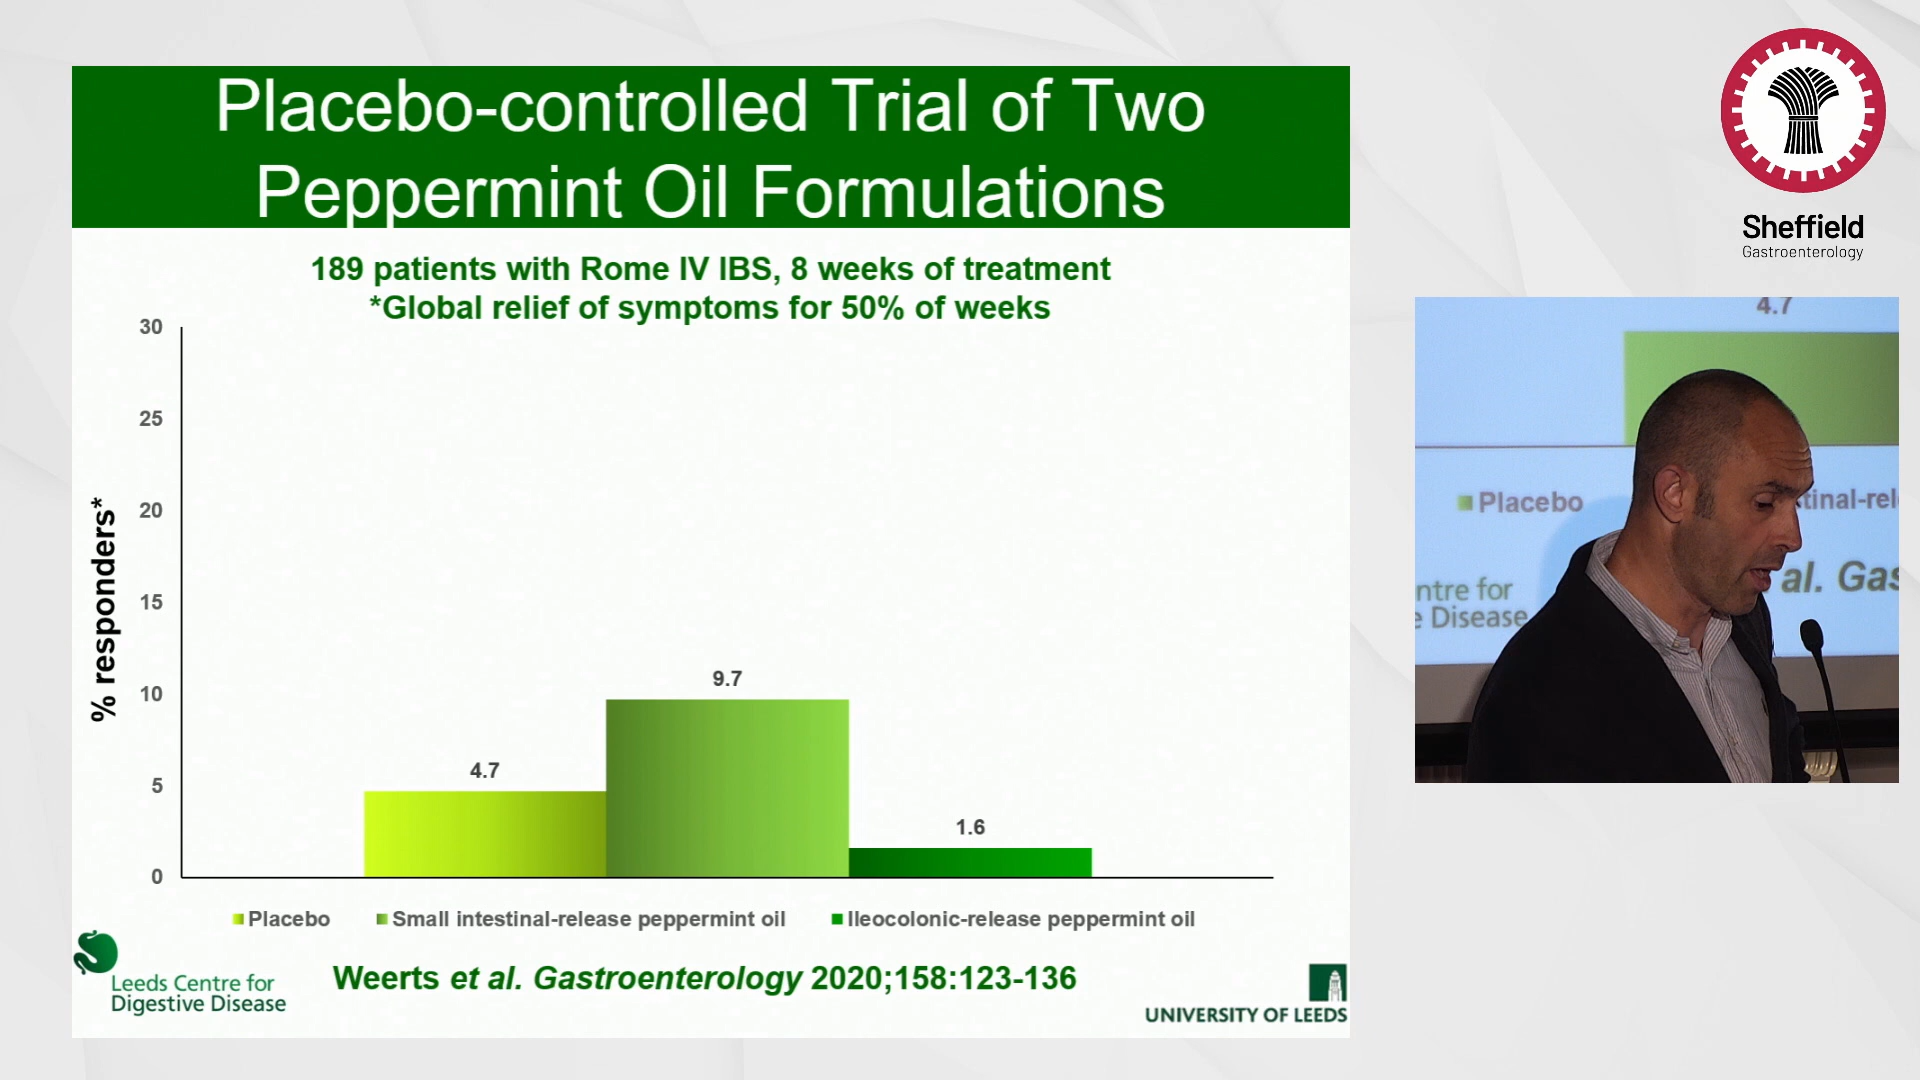 Placebo-controlled Trial of Two
Peppermint Oil Formulations
189 patients with Rome IV IBS, 8 weeks of treatment
*Global relief of symptoms for 50% of weeks
% responders*
30
25
20
15
10
5
0
4.7
9.7
1.6
Placebo
Small intestinal-release peppermint oil
Ileocolonic-release peppermint oil
Leeds Centre for
Digestive Disease
Weerts et al. Gastroenterology 2020;158:123-136
UNIVERSITY OF LEEDS
Sheffield
Gastroenterology
4.7
Placebo
tinal-rel
al. Gas
ntre for
e Disease